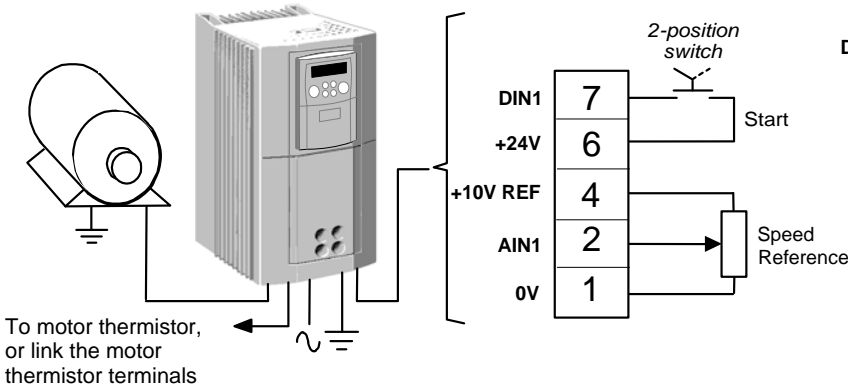 2-position
switch
D
DIN1
7
Start
+24V
6
+10V REF
4
AIN1
2
Speed
Reference
0V
1
To motor thermistor,
or link the motor
thermistor terminals